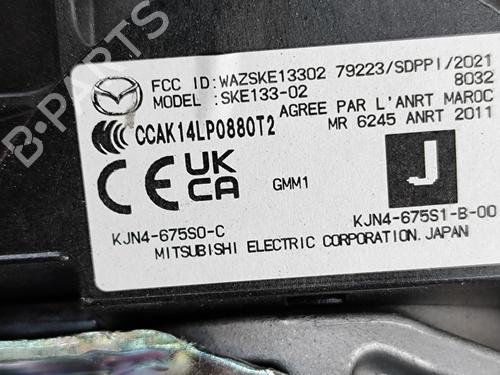 FCC ID:WAZSKE13302 79223/SDPPI/2021
MODEL :SKE133-02 8032
AGREE PAR L'ANRT MAROC
CCAK14LP0880T2 MR 6245 ANRT 2011
CE UK CA GMM1 J
KJN4-675S0-C KJN4-675S1-B-00
MITSUBISHI ELECTRIC CORPORATION.JAPAN